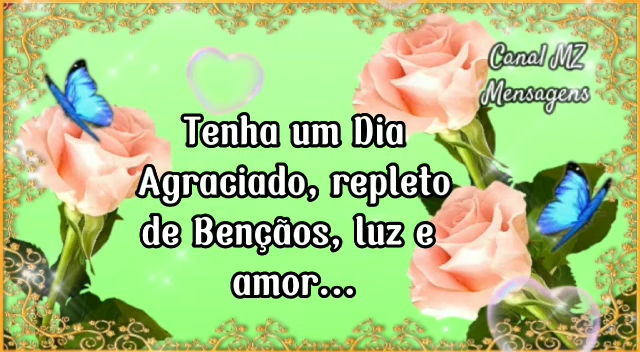 Canal MZ
Mensagens
Tenha um Dia
Agraciado, repleto
de Bençãos, luz e
amor...